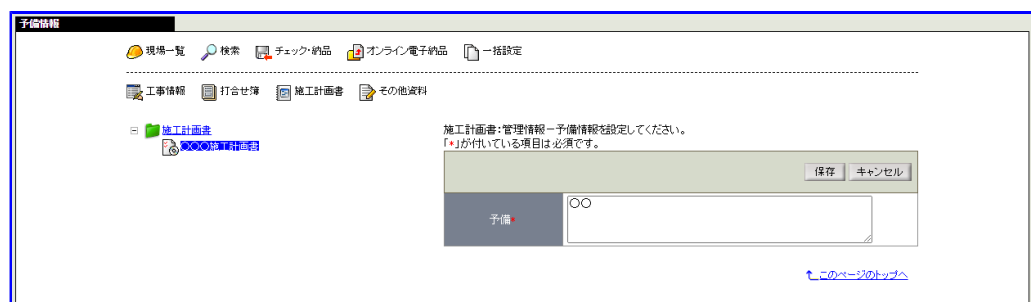 予備情報
現場一覧 検索 チェック・納品 オンライン電子納品 一括設定
工事情報 打合せ簿 施工計画書 その他資料
施工計画書
○○○施工計画書
施工計画書:管理情報－予備情報を設定してください。
「*」が付いている項目は必須です。
保存 キャンセル
予備*
○○
このページのトップへ